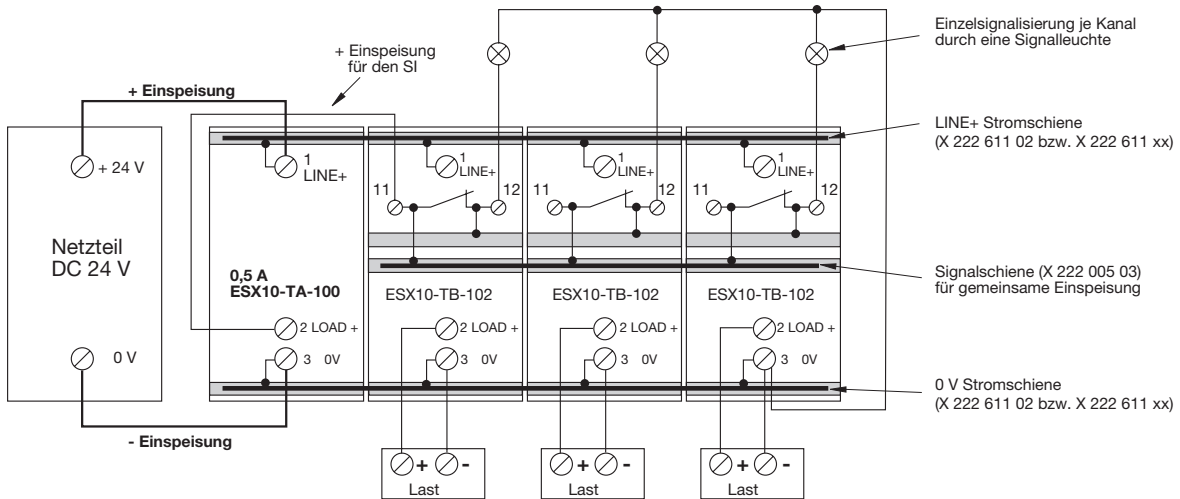 Einzelsignalisierung je Kanal
durch eine Signalleuchte
+ Einspeisung
für den SI
+ Einspeisung
LINE+ Stromschiene
(X 222 611 02 bzw. X 222 611 xx)
+ 24 V
1
LINE+
1
LINE+
1
LINE+
1
LINE+
11
12
11
12
11
12
Netzteil
DC 24 V
0,5 A
ESX10-TA-100
Signalschiene (X 222 005 03)
für gemeinsame Einspeisung
ESX10-TB-102
ESX10-TB-102
ESX10-TB-102
2 LOAD +
2 LOAD +
2 LOAD +
2 LOAD +
0 V
3 0V
3 0V
3 0V
3 0V
0 V Stromschiene
(X 222 611 02 bzw. X 222 611 xx)
- Einspeisung
+ -
Last
+ -
Last
+ -
Last